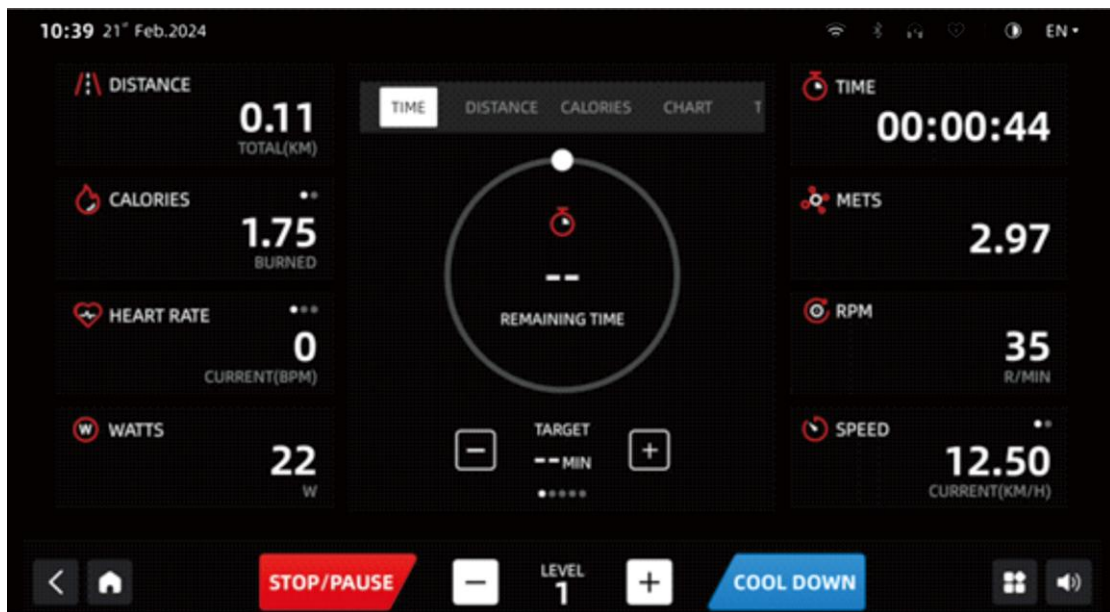 10:39 21" Feb.2024
EN
DISTANCE
0.11
TOTAL(KM)
CALORIES
1.75
BURNED
HEART RATE
0
CURRENT(BPM)
W WATTS
22
W
TIME DISTANCE CALORIES CHART T
--
REMAINING TIME
TARGET
--MIN
TIME
00:00:44
METS
2.97
RPM
35
R/MIN
SPEED
12.50
CURRENT(KM/H)
STOP/PAUSE
LEVEL
1
COOL DOWN